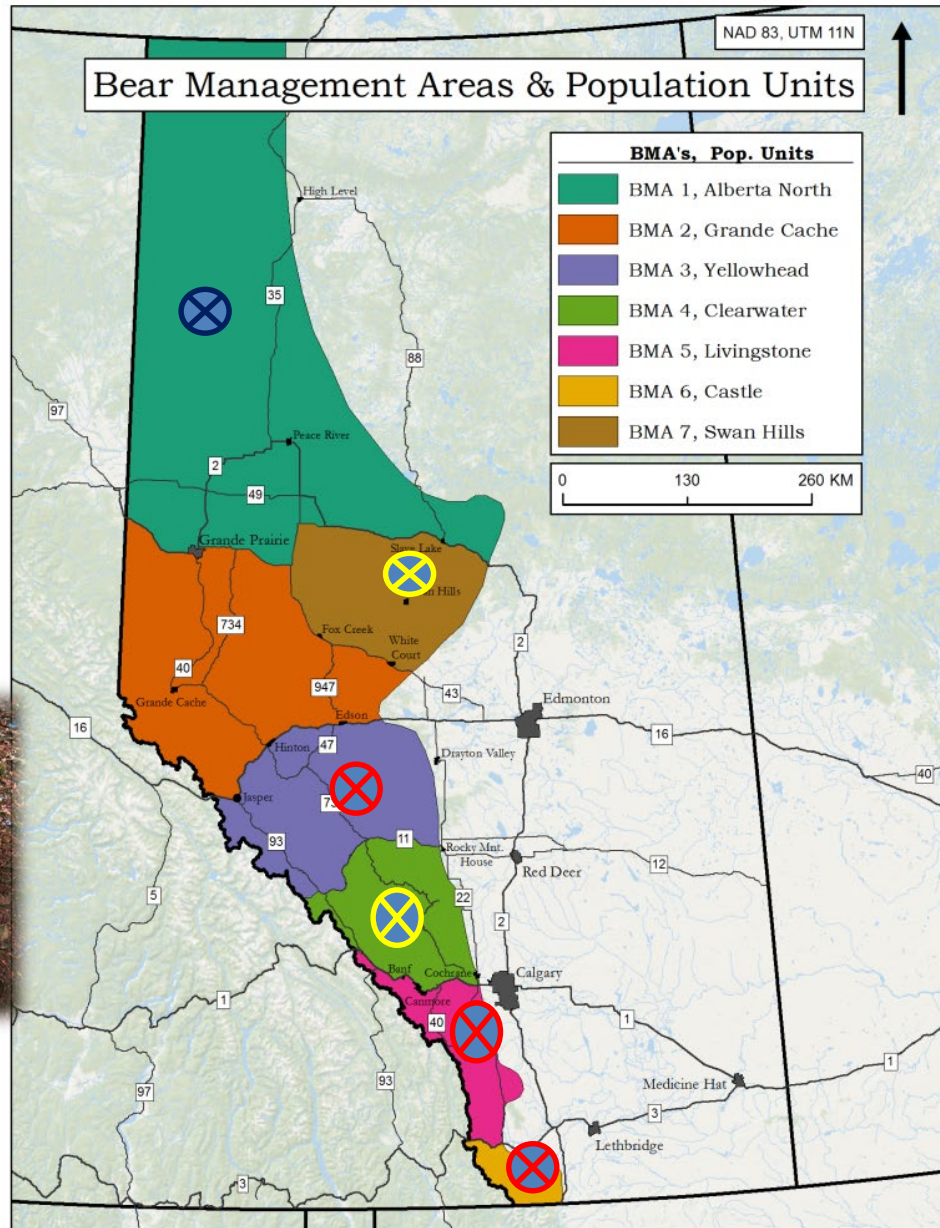 NAD 83, UTM 11N
Bear Management Areas & Population Units
BMA's, Pop. Units
BMA 1, Alberta North
BMA 2, Grande Cache
BMA 3, Yellowhead
BMA 4, Clearwater
BMA 5, Livingstone
BMA 6, Castle
BMA 7, Swan Hills
0 130 260 KM
High Level
35
88
97
Peace River
2
49
Grande Prairie
Slave Lake
Hills
734
Fox Creek
White
Court
2
40
947
43
Grande Cache
Edmonton
16
Edson
16
47
Hinton
Drayton Valley
40
Jasper
93
11
Rocky Mnt.
House
12
Red Deer
5
22
2
Banf
Cochrane
Calgary
1
Canmore
40
1
1
93
Medicine Hat
97
3
Lethbridge
3